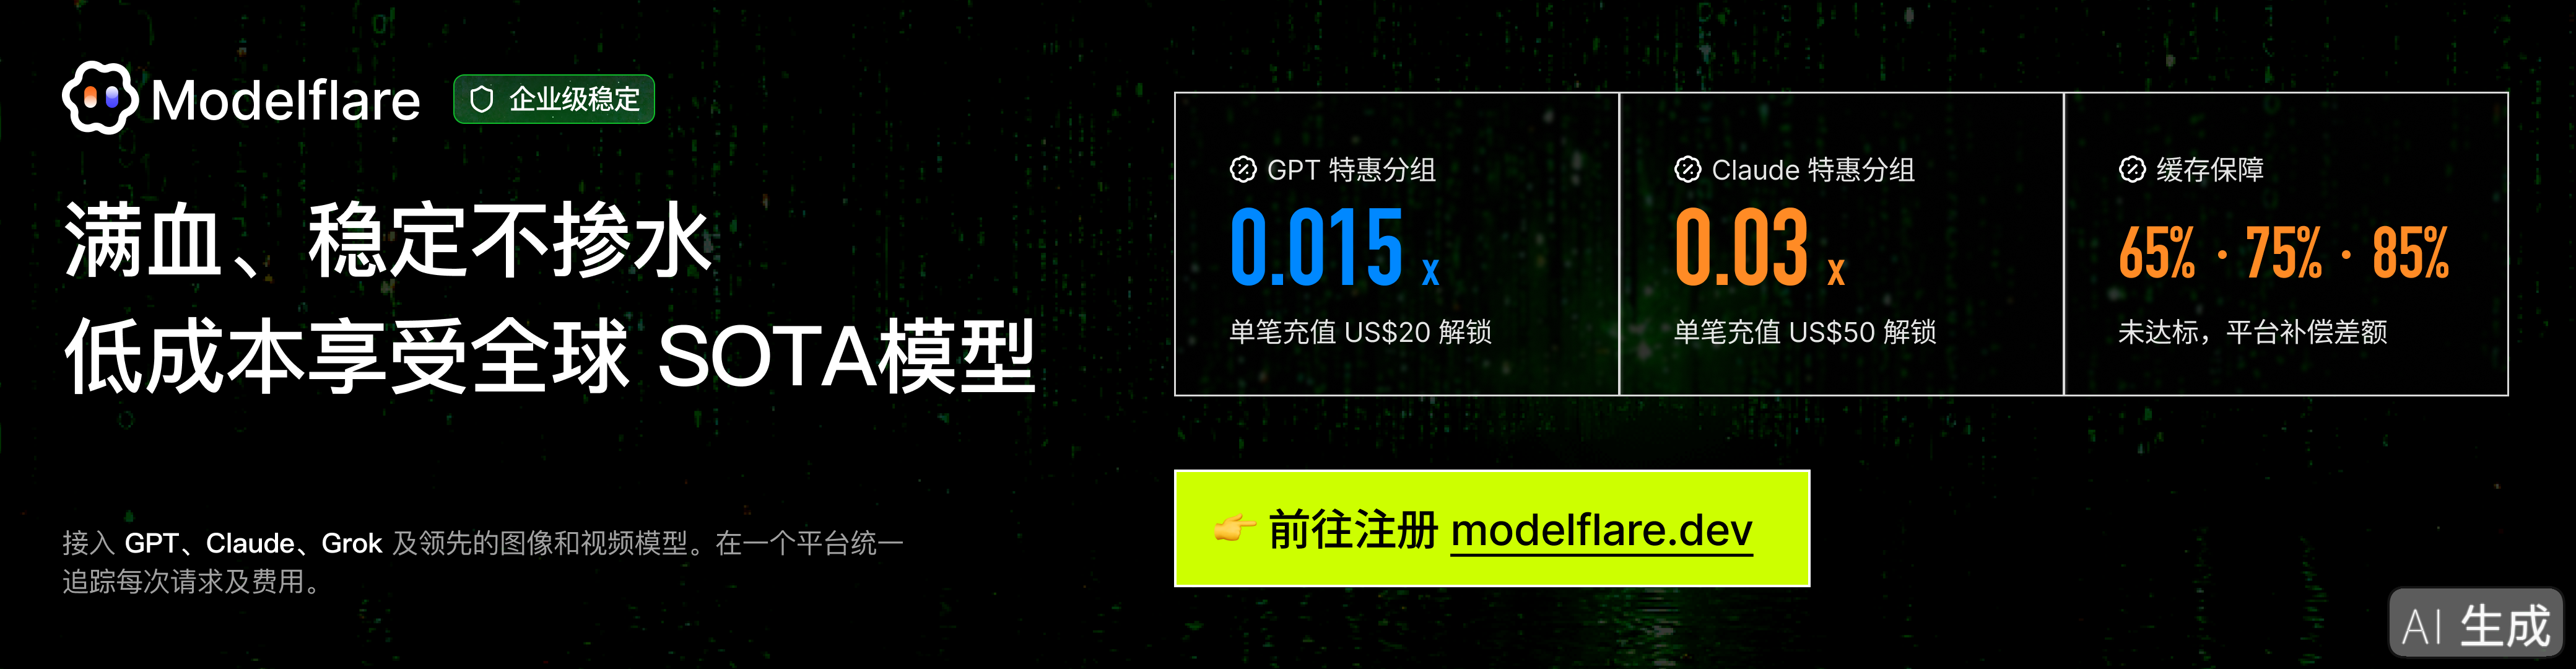 Modelflare
企业级稳定
满血、稳定不掺水
低成本享受全球 SOTA模型
接入 GPT、Claude、Grok 及领先的图像和视频模型。在一个平台统一
追踪每次请求及费用。
GPT 特惠分组
0.015 x
单笔充值 US$20 解锁
Claude 特惠分组
0.03 x
单笔充值 US$50 解锁
缓存保障
65% · 75% · 85%
未达标，平台补偿差额
👉 前往注册 modelflare.dev
AI 生成